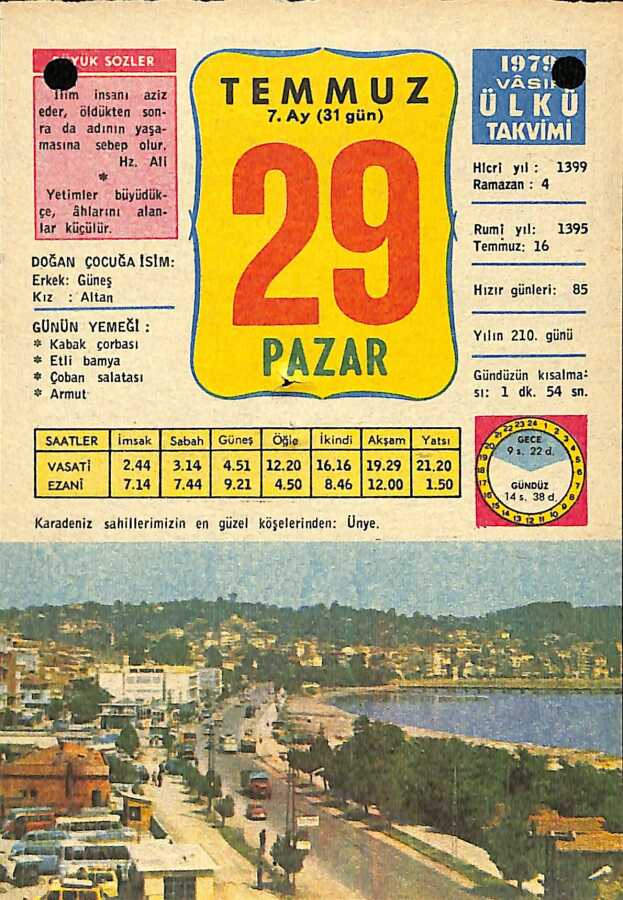 BÜYÜK SÖZLER
İlim insanı aziz
eder, öldükten son-
ra da adının yaşa-
masına sebep olur.
Hz. Ali
*
Yetimler büyüdük-
çe, âhlarını alan-
lar küçülür.
DOĞAN ÇOCUĞA İSİM:
Erkek: Güneş
Kız : Altan
GÜNÜN YEMEĞİ :
* Kabak çorbası
* Etli bamya
* Çoban salatası
* Armut
TEMMUZ
7. Ay (31 gün)
29
PAZAR
1979
VÂSIF
ÜLKÜ
TAKVİMİ
Hicri yıl : 1399
Ramazan : 4
Rumî yıl: 1395
Temmuz: 16
Hızır günleri: 85
Yılın 210. günü
Gündüzün kısalma-
sı: 1 dk. 54 sn.
SAATLER İmsak Sabah Güneş Öğle İkindi Akşam Yatsı
VASATİ 2.44 3.14 4.51 12.20 16.16 19.29 21.20
EZANİ 7.14 7.44 9.21 4.50 8.46 12.00 1.50
GECE
9 s. 22 d.
GÜNDÜZ
14 s. 38 d.
Karadeniz sahillerimizin en güzel köşelerinden: Ünye.